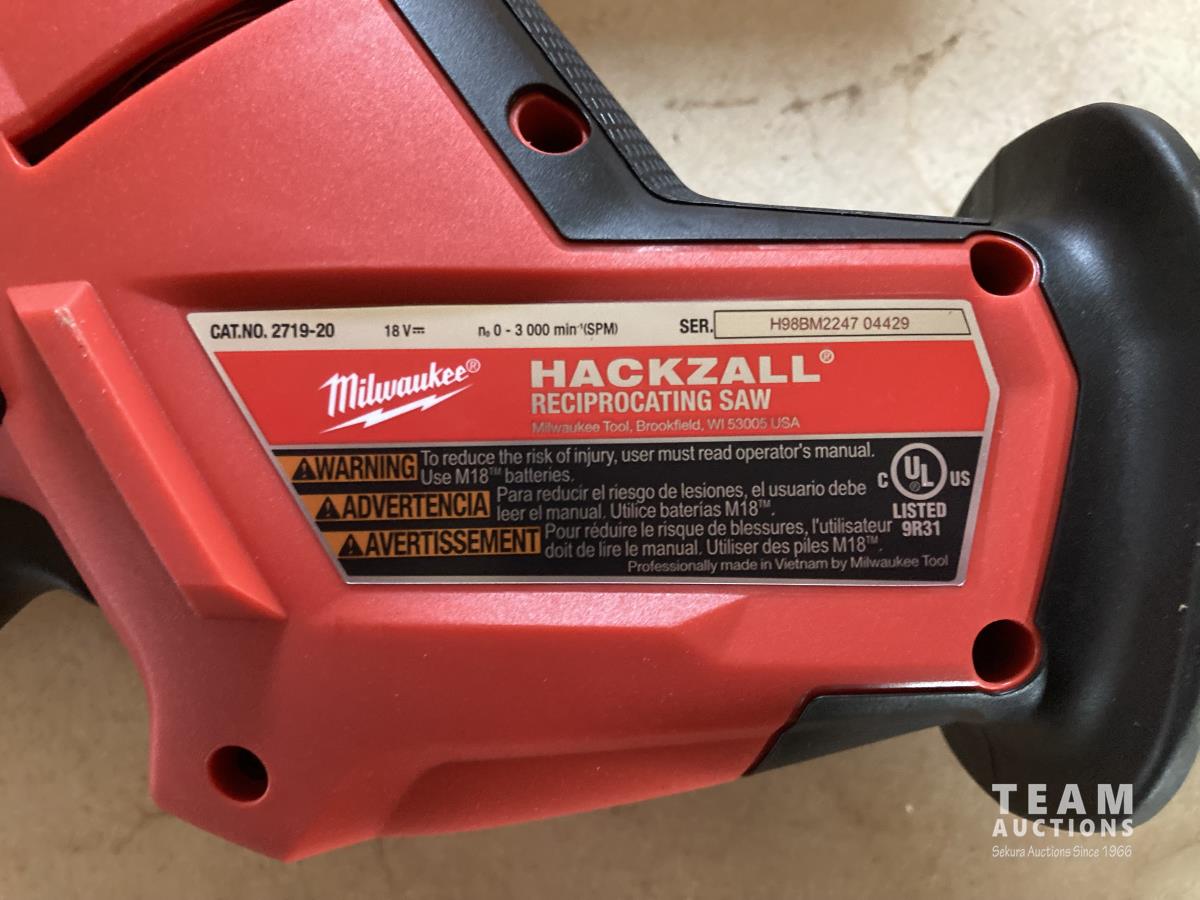 CAT.NO. 2719-20 18 V⎓ n₀ 0 - 3 000 min⁻¹(SPM) SER. H98BM2247 04429
Milwaukee®
HACKZALL®
RECIPROCATING SAW
Milwaukee Tool, Brookfield, WI 53005 USA
⚠WARNING To reduce the risk of injury, user must read operator's manual.
Use M18™ batteries.
⚠ADVERTENCIA Para reducir el riesgo de lesiones, el usuario debe
leer el manual. Utilice baterías M18™.
⚠AVERTISSEMENT Pour réduire le risque de blessures, l'utilisateur
doit de lire le manual. Utiliser des piles M18™.
Professionally made in Vietnam by Milwaukee Tool
C UL® US
LISTED
9R31
TEAM
AUCTIONS
Sekura Auctions Since 1966